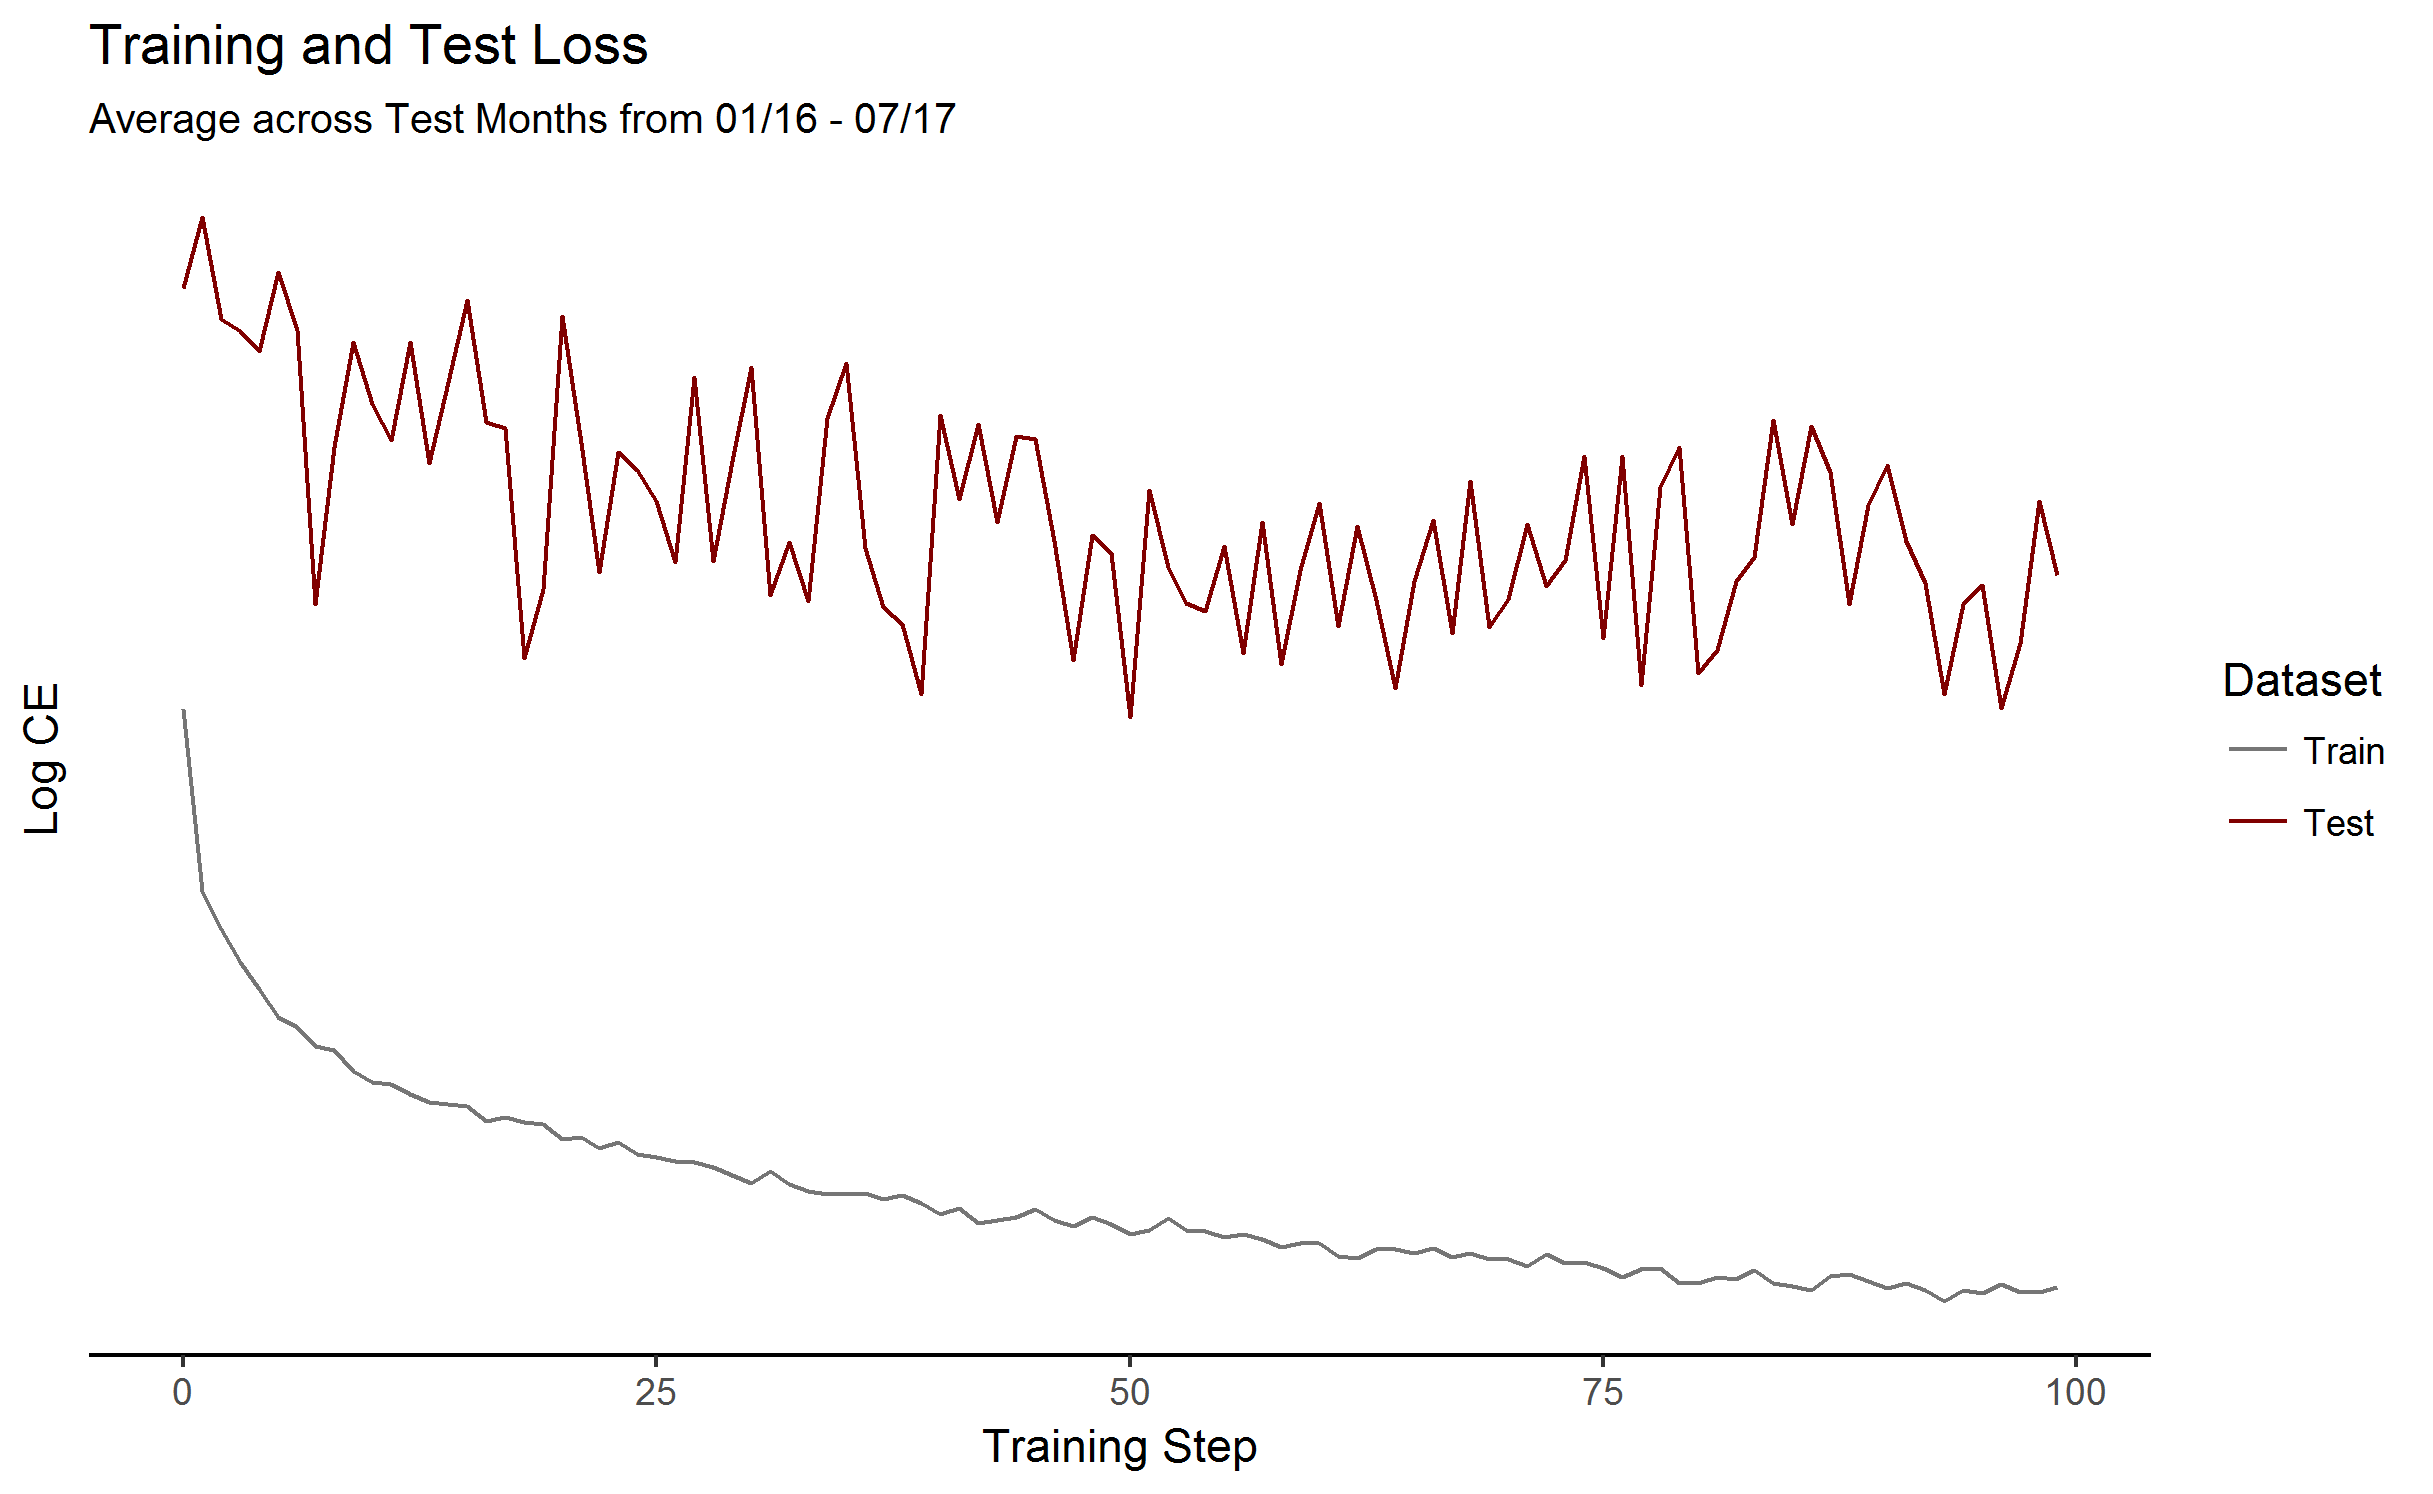 Training and Test Loss
Average across Test Months from 01/16 - 07/17
Log CE
Dataset
Train
Test
0 25 50 75 100
Training Step